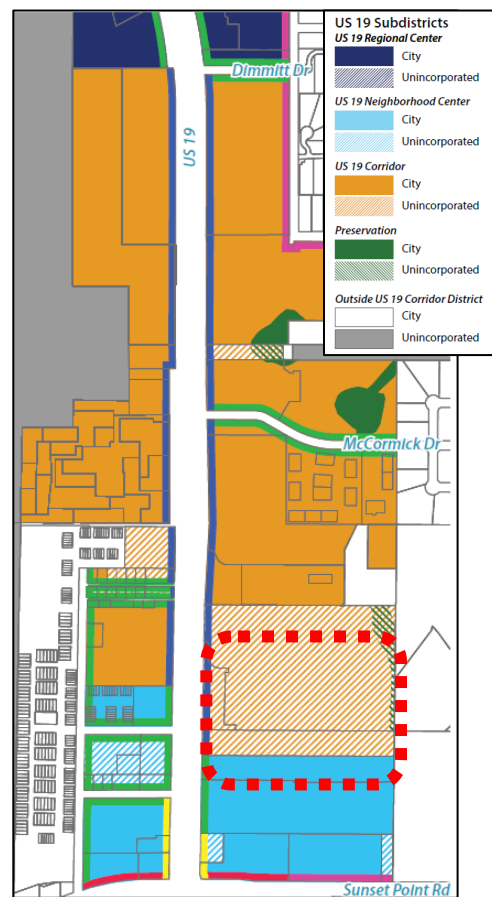 US 19 Subdistricts
US 19 Regional Center
City
Unincorporated
US 19 Neighborhood Center
City
Unincorporated
US 19 Corridor
City
Unincorporated
Preservation
City
Unincorporated
Outside US 19 Corridor District
City
Unincorporated
Dimmitt Dr
US 19
McCormick Dr
Sunset Point Rd